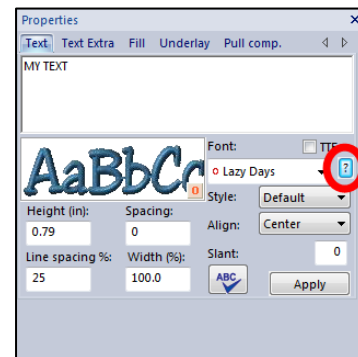 Properties
Text Text Extra Fill Underlay Pull comp.
MY TEXT
AaBbCc
o
Font: TTF
o Lazy Days ?
Style: Default
Height (in): Spacing:
Align: Center
0.79 0
Line spacing %: Width (%): Slant: 0
25 100.0 ABC Apply